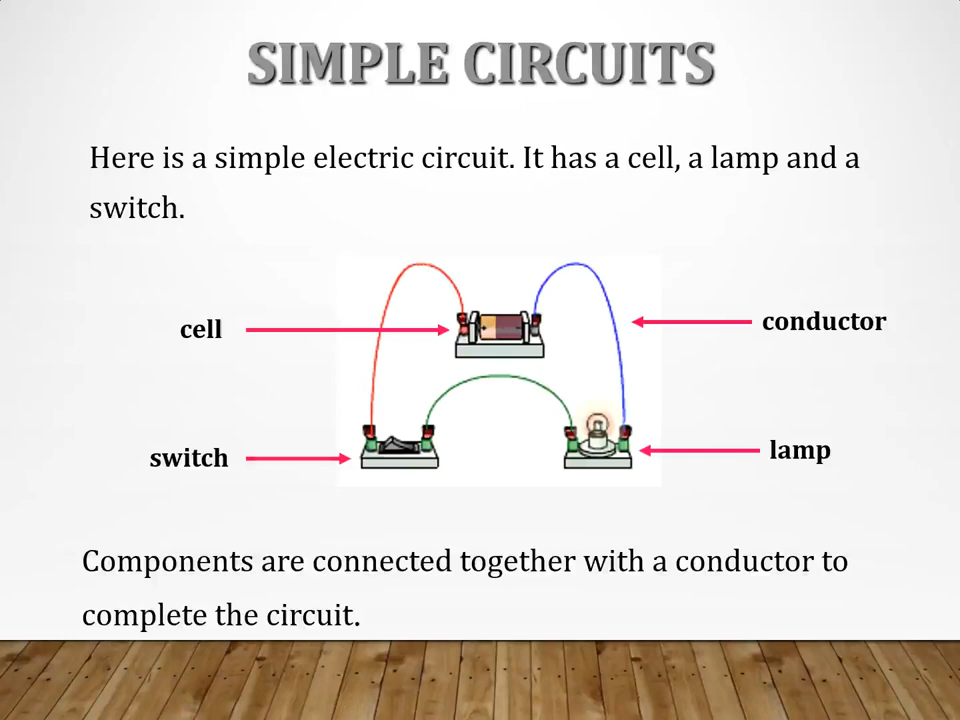 SIMPLE CIRCUITS
Here is a simple electric circuit. It has a cell, a lamp and a
switch.
cell
conductor
switch
lamp
Components are connected together with a conductor to
complete the circuit.